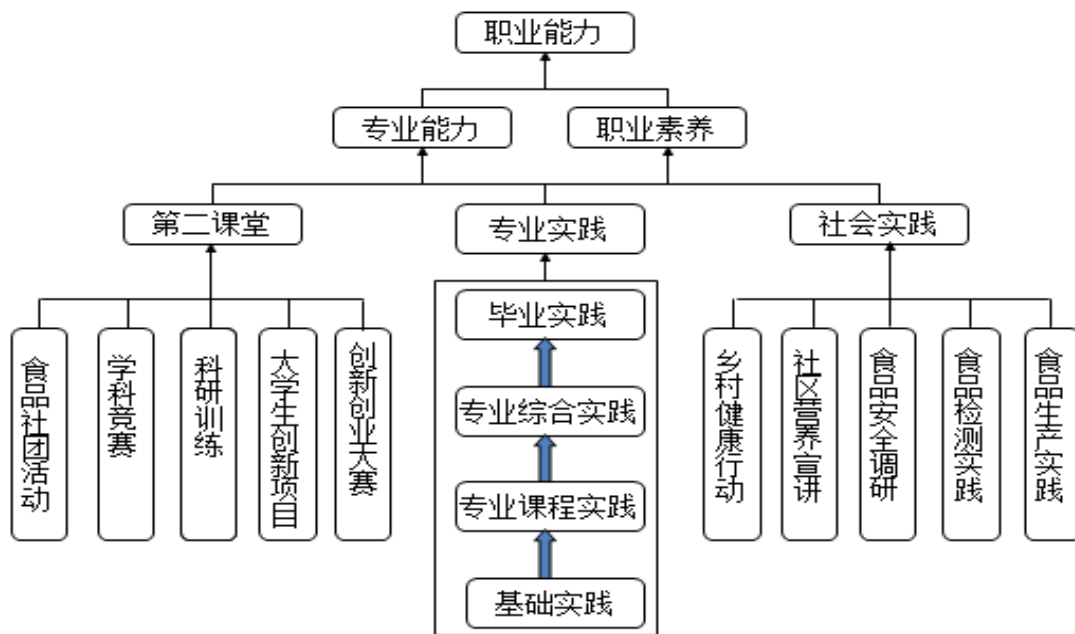 职业能力
专业能力
职业素养
第二课堂
专业实践
社会实践
食品社团活动
学科竞赛
科研训练
大学生创新项目
创新创业大赛
毕业实践
专业综合实践
专业课程实践
基础实践
乡村健康行动
社区营养宣讲
食品安全调研
食品检测实践
食品生产实践